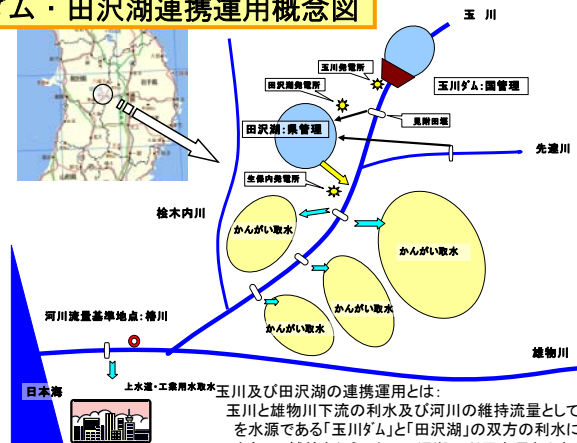 ダム・田沢湖連携運用概念図
玉 川
玉川発電所
玉川ダム:国管理
田沢湖発電所
見附田堰
田沢湖:県管理
先達川
生保内発電所
桧木内川
かんがい取水
かんがい取水
かんがい取水
かんがい取水
河川流量基準地点:椿川
雄物川
日本海
上水道・工業用水取水
玉川及び田沢湖の連携運用とは:
玉川と雄物川下流の利水及び河川の維持流量として
を水源である「玉川ダム」と「田沢湖」の双方の利水に